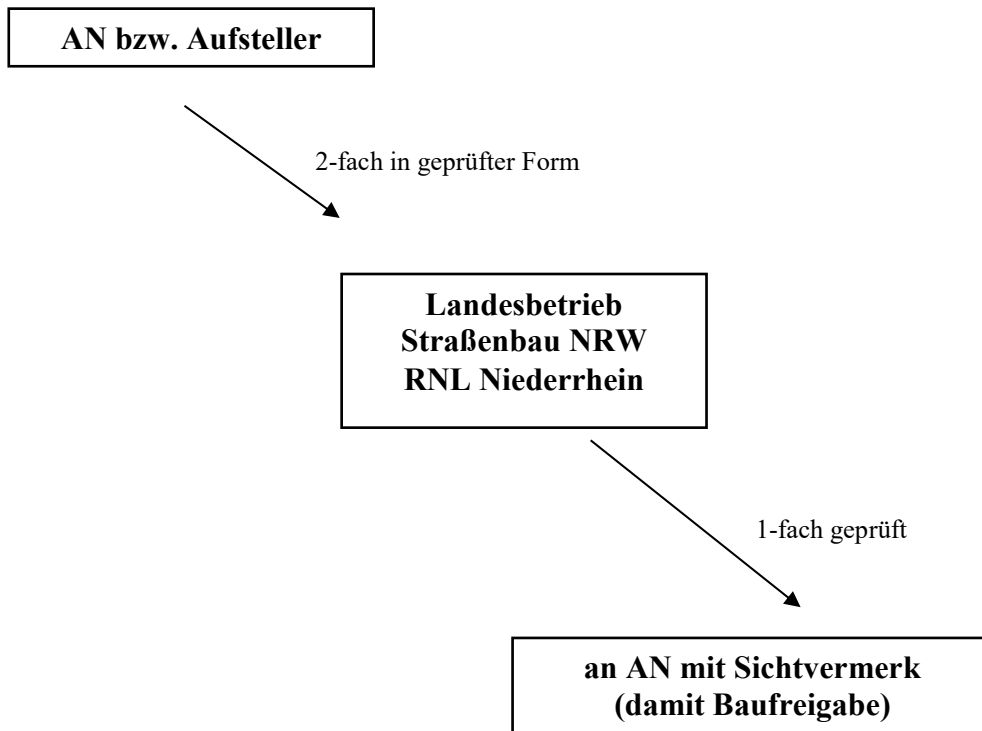 AN bzw. Aufsteller
2-fach in geprüfter Form
Landesbetrieb
Straßenbau NRW
RNL Niederrhein
1-fach geprüft
an AN mit Sichtvermerk
(damit Baufreigabe)